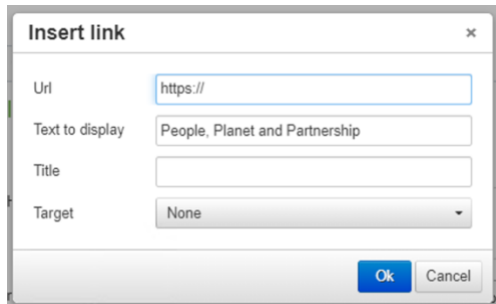 Insert link ×
Url https://
Text to display People, Planet and Partnership
Title
Target None
Ok Cancel